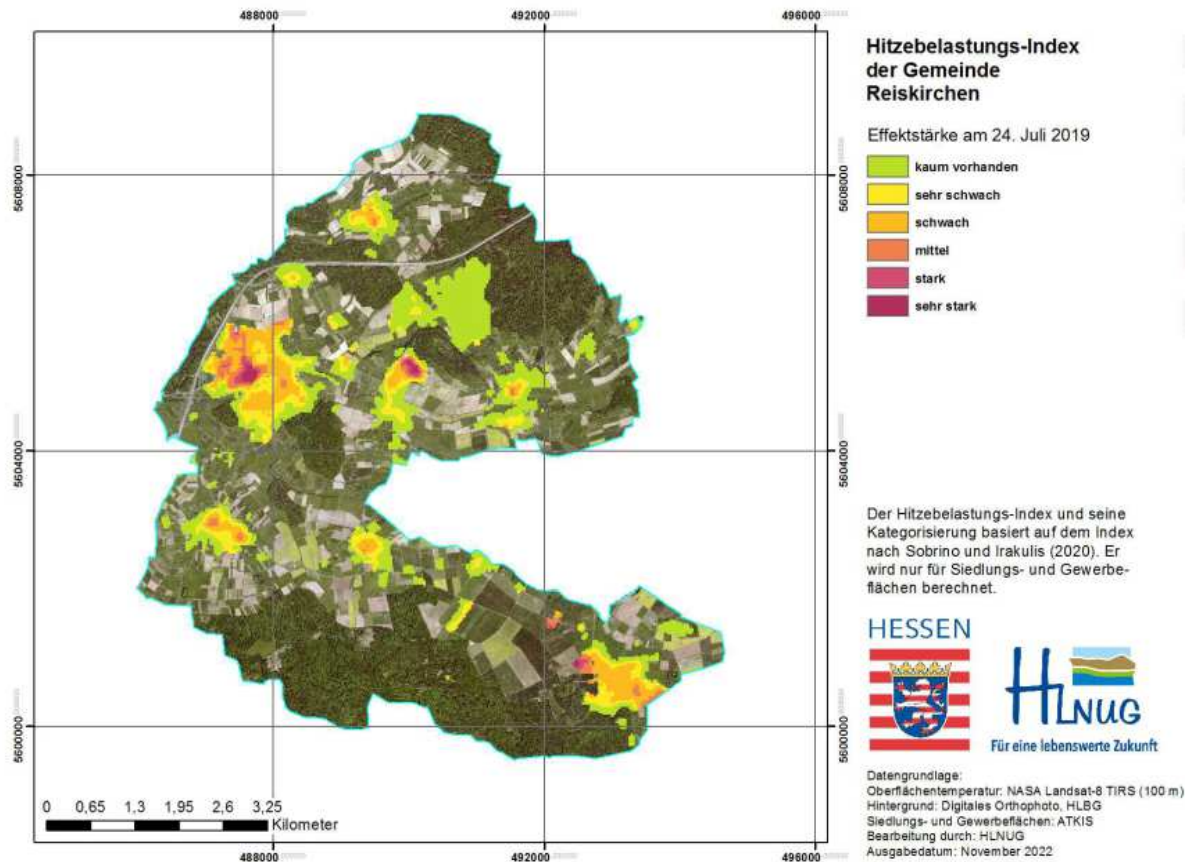 488000
492000
496000
5608000
5604000
5600000
5608000
5604000
5600000
0 0,65 1,3 1,95 2,6 3,25
Kilometer
488000
492000
496000
Hitzebelastungs-Index
der Gemeinde
Reiskirchen
Effektstärke am 24. Juli 2019
kaum vorhanden
sehr schwach
schwach
mittel
stark
sehr stark
Der Hitzebelastungs-Index und seine
Kategorisierung basiert auf dem Index
nach Sobrino und Irakulis (2020). Er
wird nur für Siedlungs- und Gewerbe-
flächen berechnet.
HESSEN
HLNUG
Für eine lebenswerte Zukunft
Datengrundlage:
Oberflächentemperatur: NASA Landsat-8 TIRS (100 m)
Hintergrund: Digitales Orthophoto, HLBG
Siedlungs- und Gewerbeflächen: ATKIS
Bearbeitung durch: HLNUG
Ausgabedatum: November 2022